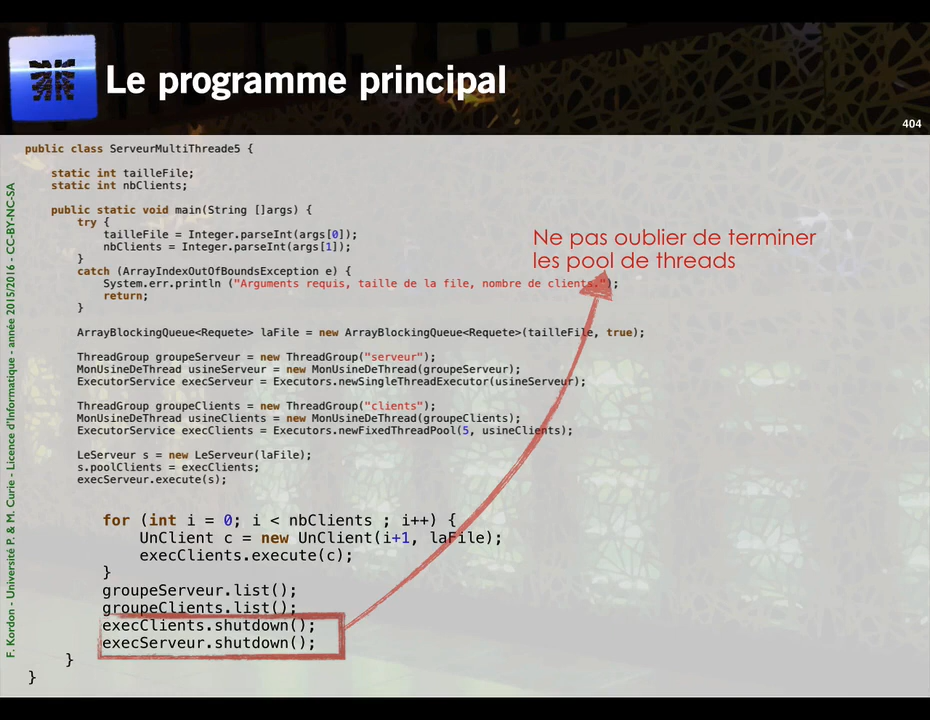 Le programme principal
404
public class ServeurMultiThreade5 {
static int tailleFile;
static int nbClients;
public static void main(String []args) {
try {
tailleFile = Integer.parseInt(args[0]);
nbClients = Integer.parseInt(args[1]);
}
catch (ArrayIndexOutOfBoundsException e) {
System.err.println ("Arguments requis, taille de la file, nombre de clients.");
return;
}
ArrayBlockingQueue<Requete> laFile = new ArrayBlockingQueue<Requete>(tailleFile, true);
ThreadGroup groupeServeur = new ThreadGroup("serveur");
MonUsineDeThread usineServeur = new MonUsineDeThread(groupeServeur);
ExecutorService execServeur = Executors.newSingleThreadExecutor(usineServeur);
ThreadGroup groupeClients = new ThreadGroup("clients");
MonUsineDeThread usineClients = new MonUsineDeThread(groupeClients);
ExecutorService execClients = Executors.newFixedThreadPool(5, usineClients);
LeServeur s = new LeServeur(laFile);
s.poolClients = execClients;
execServeur.execute(s);
for (int i = 0; i < nbClients ; i++) {
UnClient c = new UnClient(i+1, laFile);
execClients.execute(c);
}
groupeServeur.list();
groupeClients.list();
execClients.shutdown();
execServeur.shutdown();
}
}
Ne pas oublier de terminer
les pool de threads
F. Kordon - Université P. & M. Curie - Licence d'Informatique - année 2015/2016 - CC-BY-NC-SA